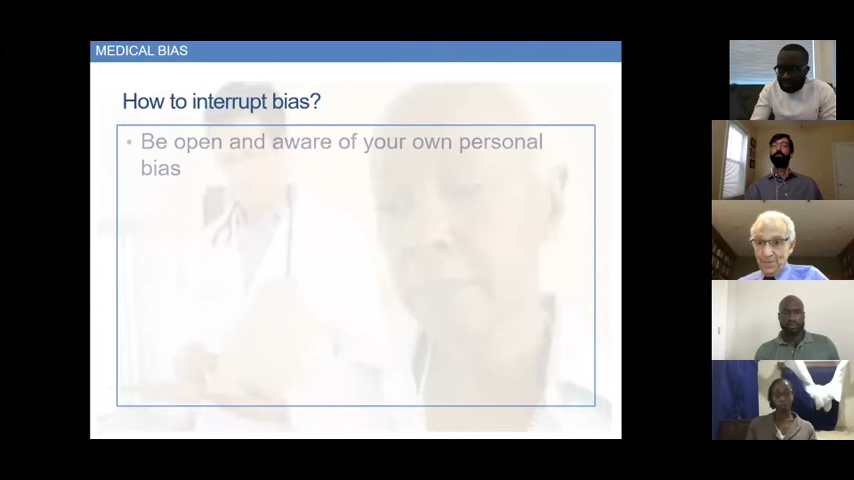 MEDICAL BIAS
How to interrupt bias?
• Be open and aware of your own personal
bias